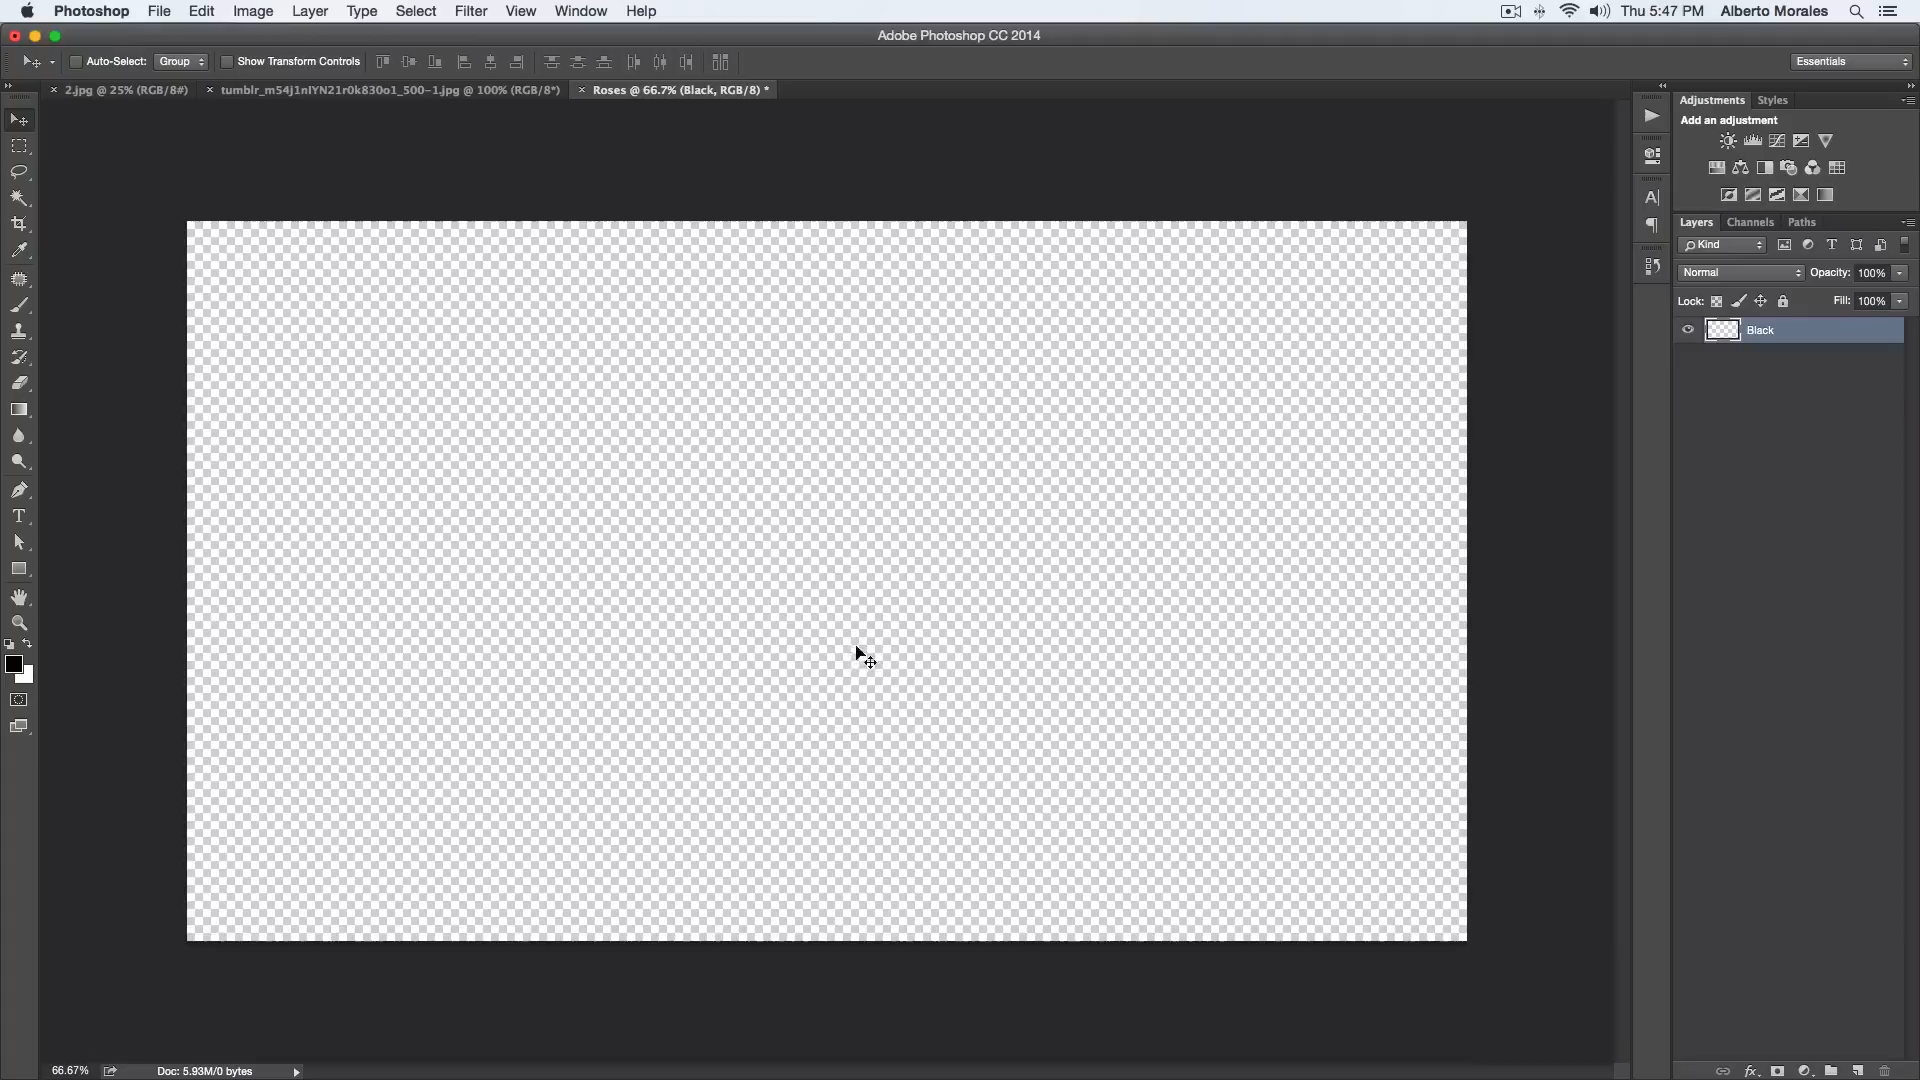 Photoshop File Edit Image Layer Type Select Filter View Window Help Thu 5:47 PM Alberto Morales
Adobe Photoshop CC 2014
Auto-Select: Group Show Transform Controls Essentials
2.jpg @ 25% (RGB/8#) tumblr_m54j1nIYN21r0k830o1_500-1.jpg @ 100% (RGB/8*) Roses @ 66.7% (Black, RGB/8) *
Adjustments Styles
Add an adjustment
Layers Channels Paths
Kind
Normal Opacity: 100%
Lock: Fill: 100%
Black
66.67% Doc: 5.93M/0 bytes